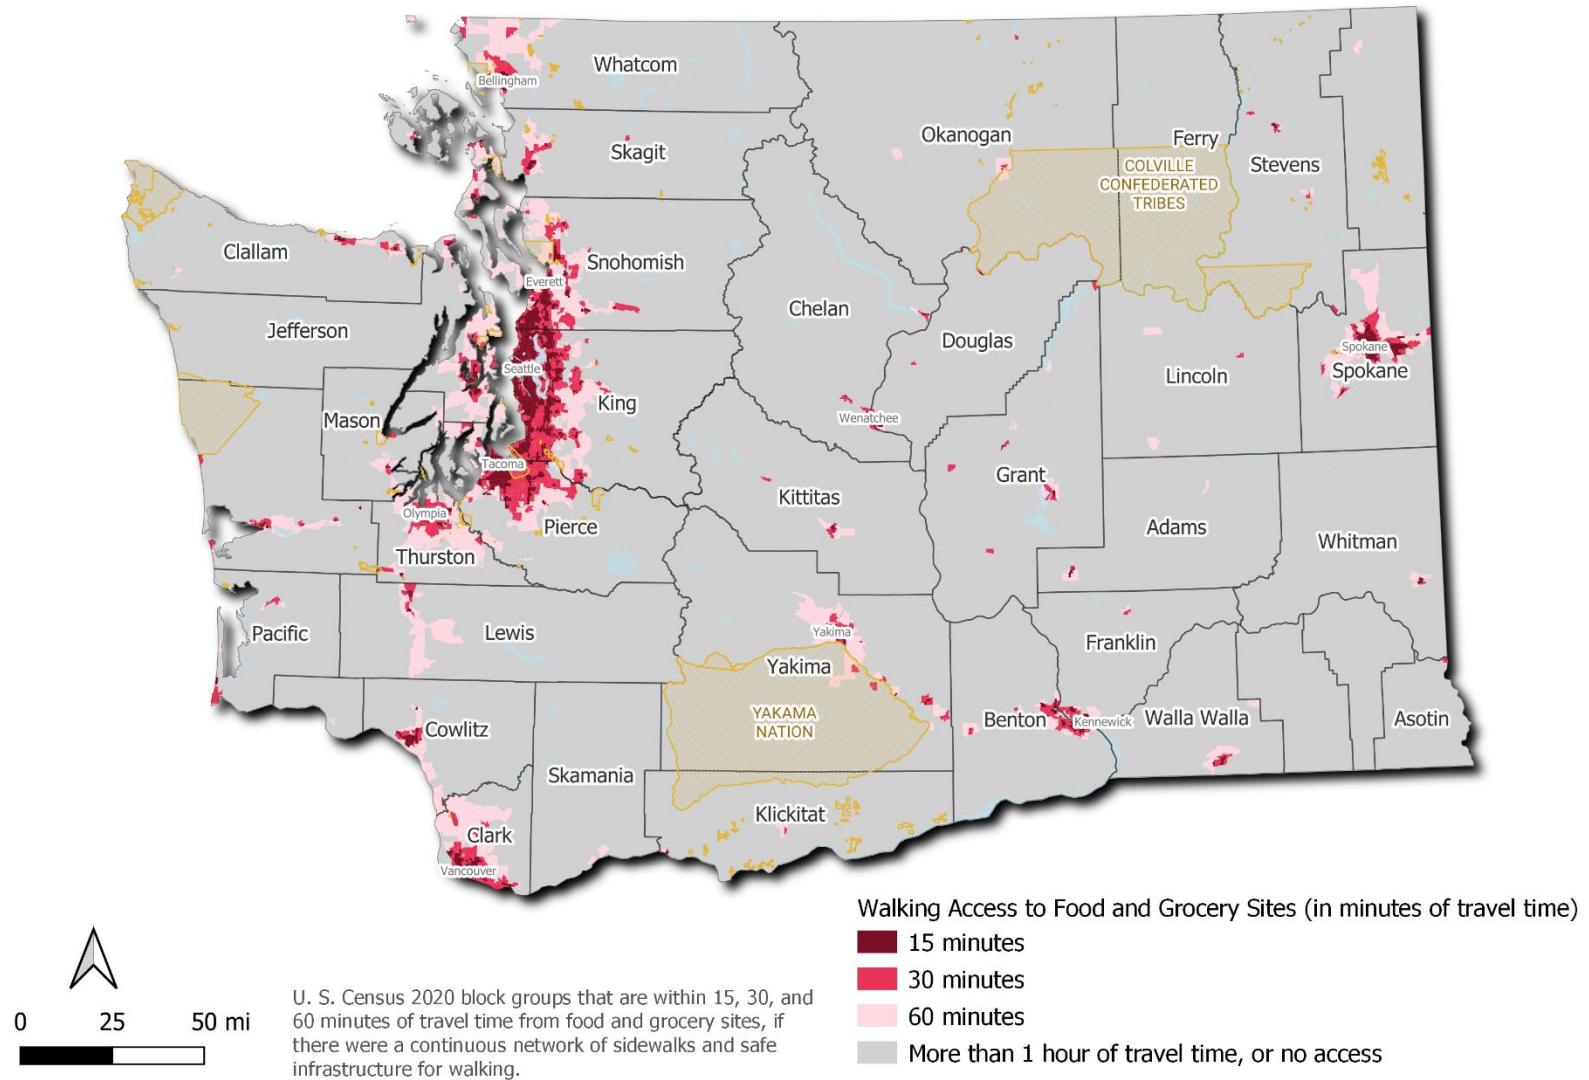 Whatcom
Bellingham
Okanogan
Ferry
Skagit
Stevens
COLVILLE
CONFEDERATED
TRIBES
Clallam
Snohomish
Everett
Chelan
Jefferson
Douglas
Spokane
Seattle
Spokane
Lincoln
King
Mason
Wenatchee
Tacoma
Grant
Kittitas
Olympia
Pierce
Adams
Whitman
Thurston
Pacific
Lewis
Yakima
Franklin
Yakima
YAKAMA
NATION
Benton
Kennewick
Walla Walla
Asotin
Cowlitz
Skamania
Klickitat
Clark
Vancouver
Walking Access to Food and Grocery Sites (in minutes of travel time)
15 minutes
30 minutes
60 minutes
More than 1 hour of travel time, or no access
0 25 50 mi
U. S. Census 2020 block groups that are within 15, 30, and
60 minutes of travel time from food and grocery sites, if
there were a continuous network of sidewalks and safe
infrastructure for walking.